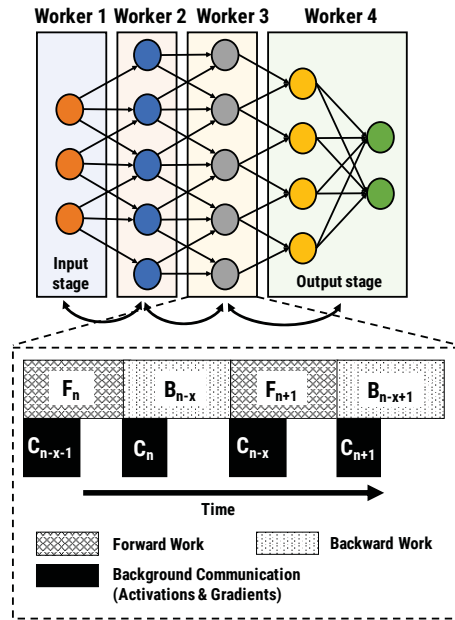 Worker 1 Worker 2 Worker 3 Worker 4
Input
stage
Output stage
Fn Bn-x Fn+1 Bn-x+1
Cn-x-1 Cn Cn-x Cn+1
Time
Forward Work Backward Work
Background Communication
(Activations & Gradients)